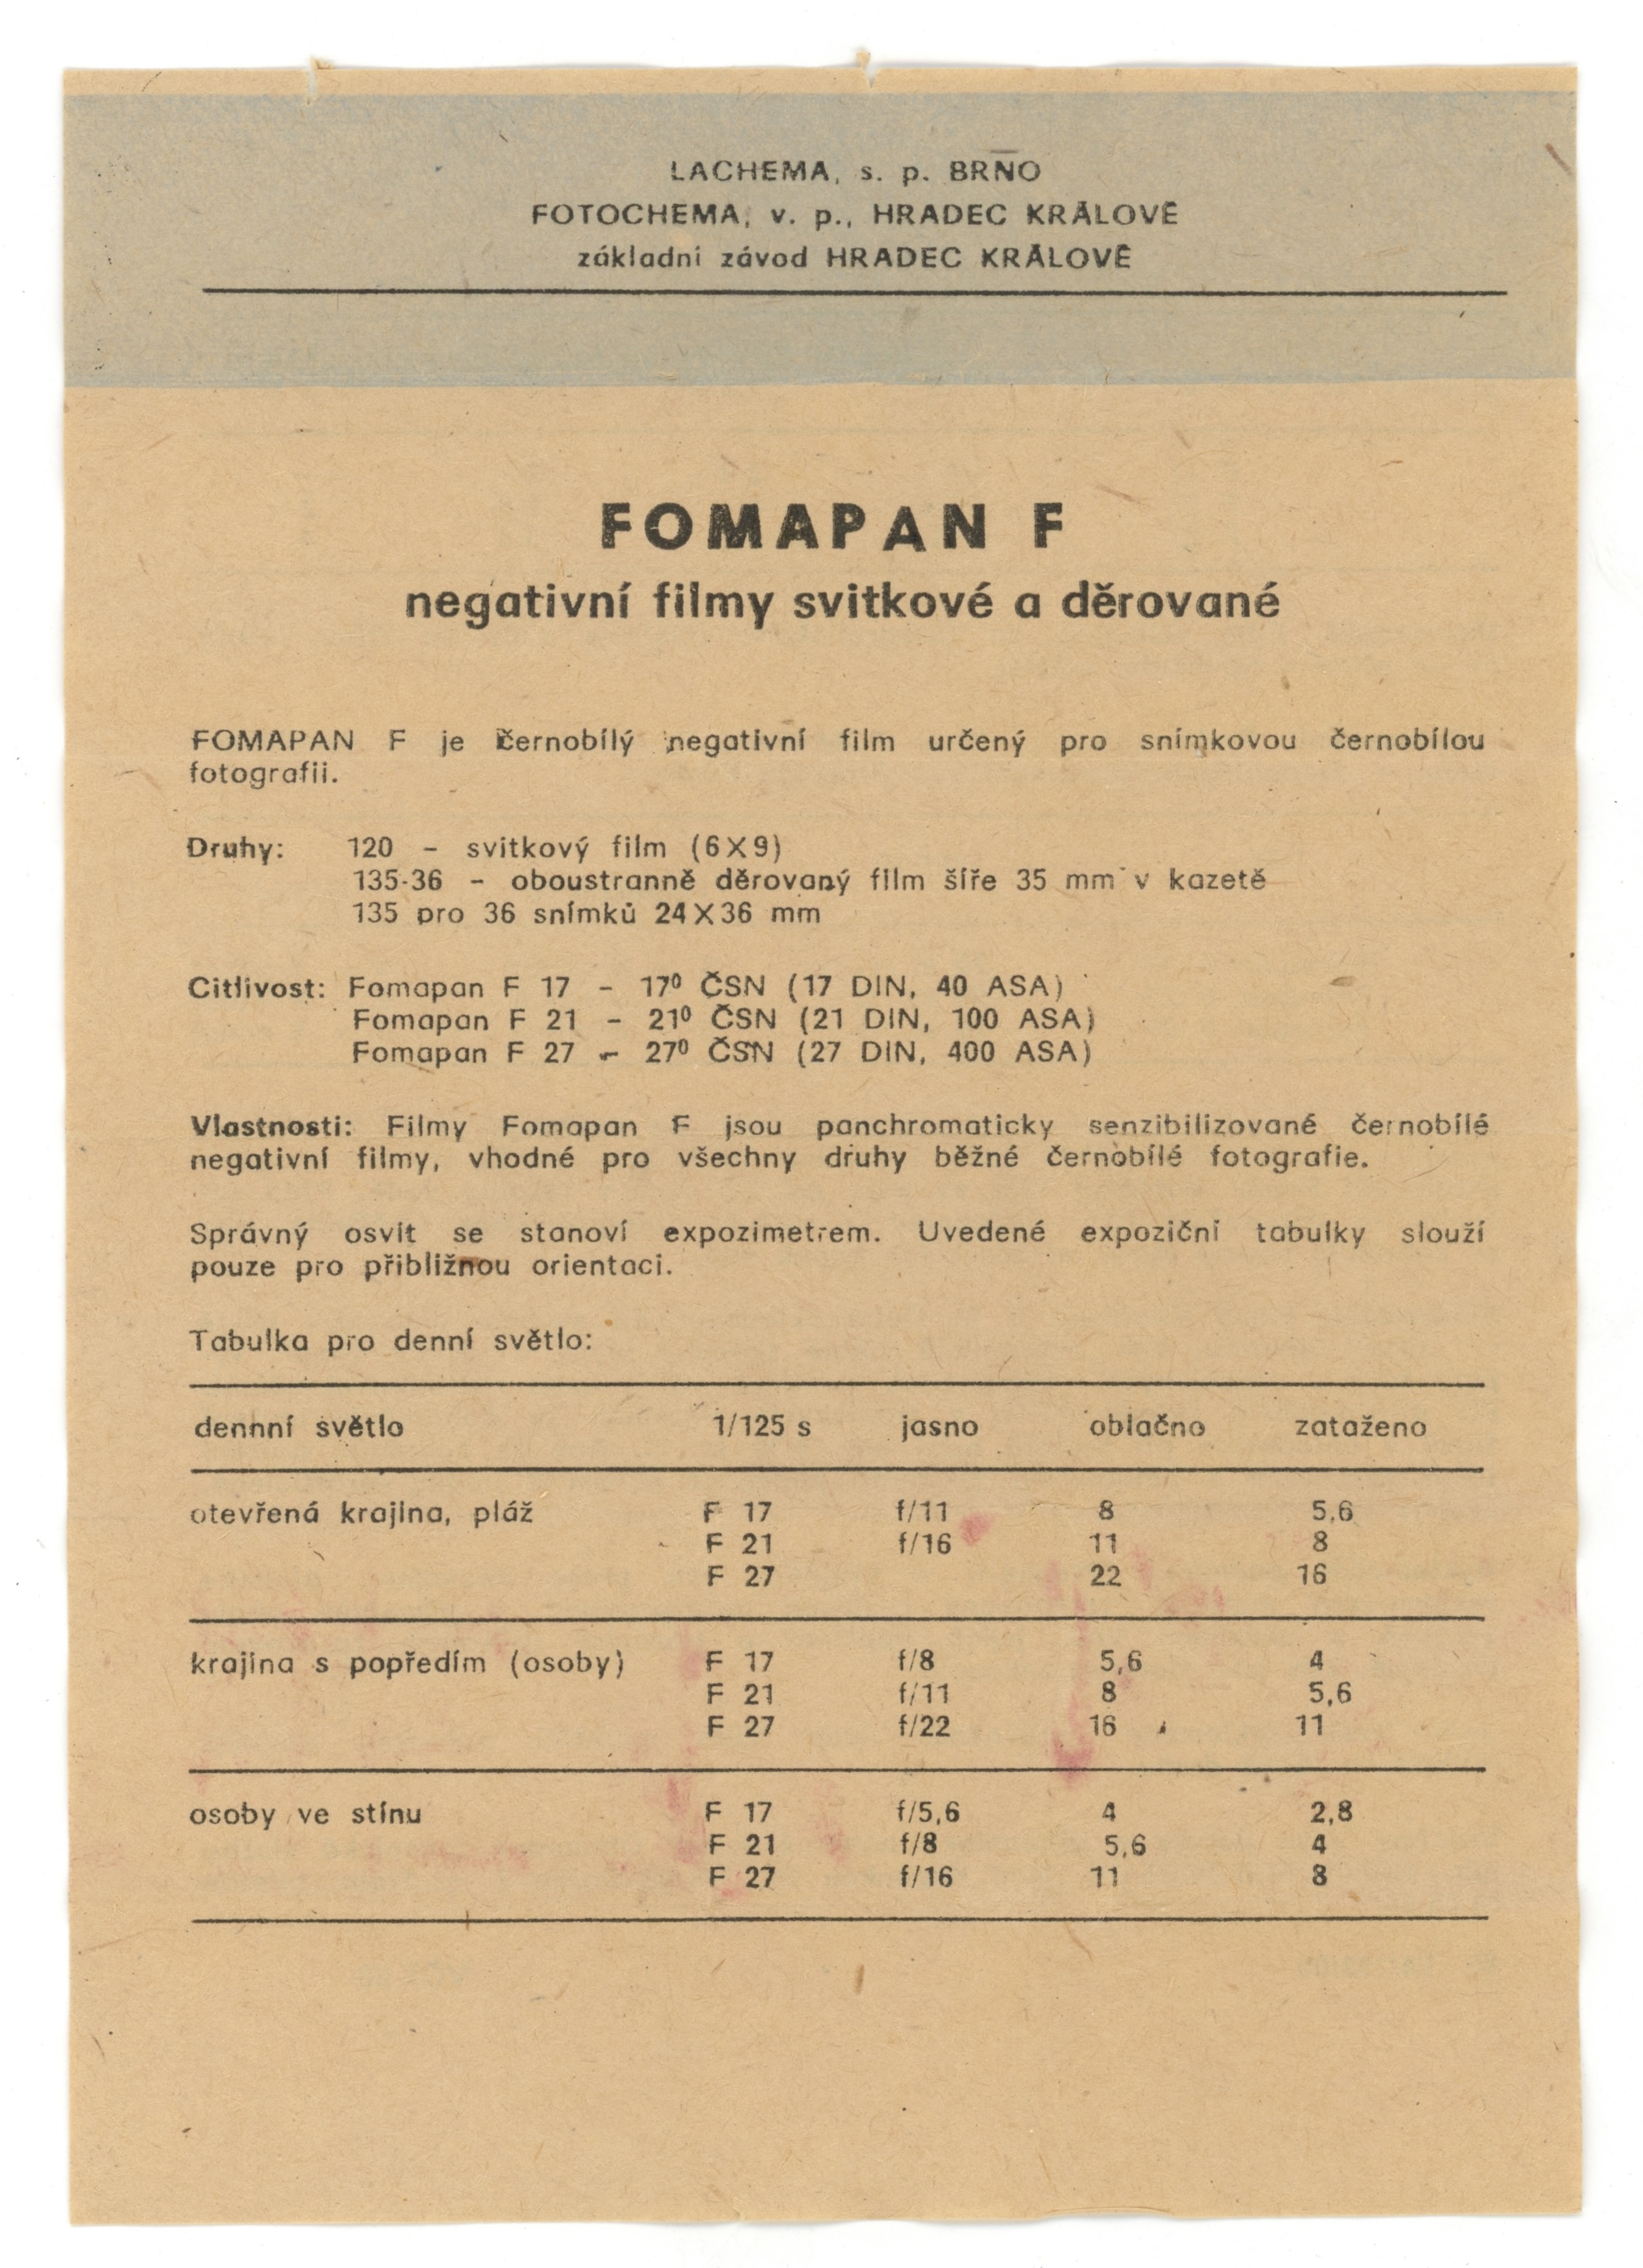 LACHEMA, s. p. BRNO
FOTOCHEMA, v. p., HRADEC KRÁLOVÉ
základní závod HRADEC KRÁLOVÉ
FOMAPAN F
negativní filmy svitkové a děrované
FOMAPAN F je černobílý negativní film určený pro snímkovou černobílou
fotografii.
Druhy: 120 – svitkový film (6X9)
135-36 – oboustranně děrovaný film šíře 35 mm v kazetě
135 pro 36 snímků 24X36 mm
Citlivost: Fomapan F 17 – 17⁰ ČSN (17 DIN, 40 ASA)
Fomapan F 21 – 21⁰ ČSN (21 DIN, 100 ASA)
Fomapan F 27 – 27⁰ ČSN (27 DIN, 400 ASA)
Vlastnosti: Filmy Fomapan F jsou panchromaticky senzibilizované černobílé
negativní filmy, vhodné pro všechny druhy běžné černobílé fotografie.
Správný osvit se stanoví expozimetrem. Uvedené expoziční tabulky slouží
pouze pro přibližnou orientaci.
Tabulka pro denní světlo:
dennní světlo 1/125 s jasno oblačno zataženo
otevřená krajina, pláž F 17 f/11 8 5,6
F 21 f/16 11 8
F 27 22 16
krajina s popředím (osoby) F 17 f/8 5,6 4
F 21 f/11 8 5,6
F 27 f/22 16 11
osoby ve stínu F 17 f/5,6 4 2,8
F 21 f/8 5,6 4
F 27 f/16 11 8